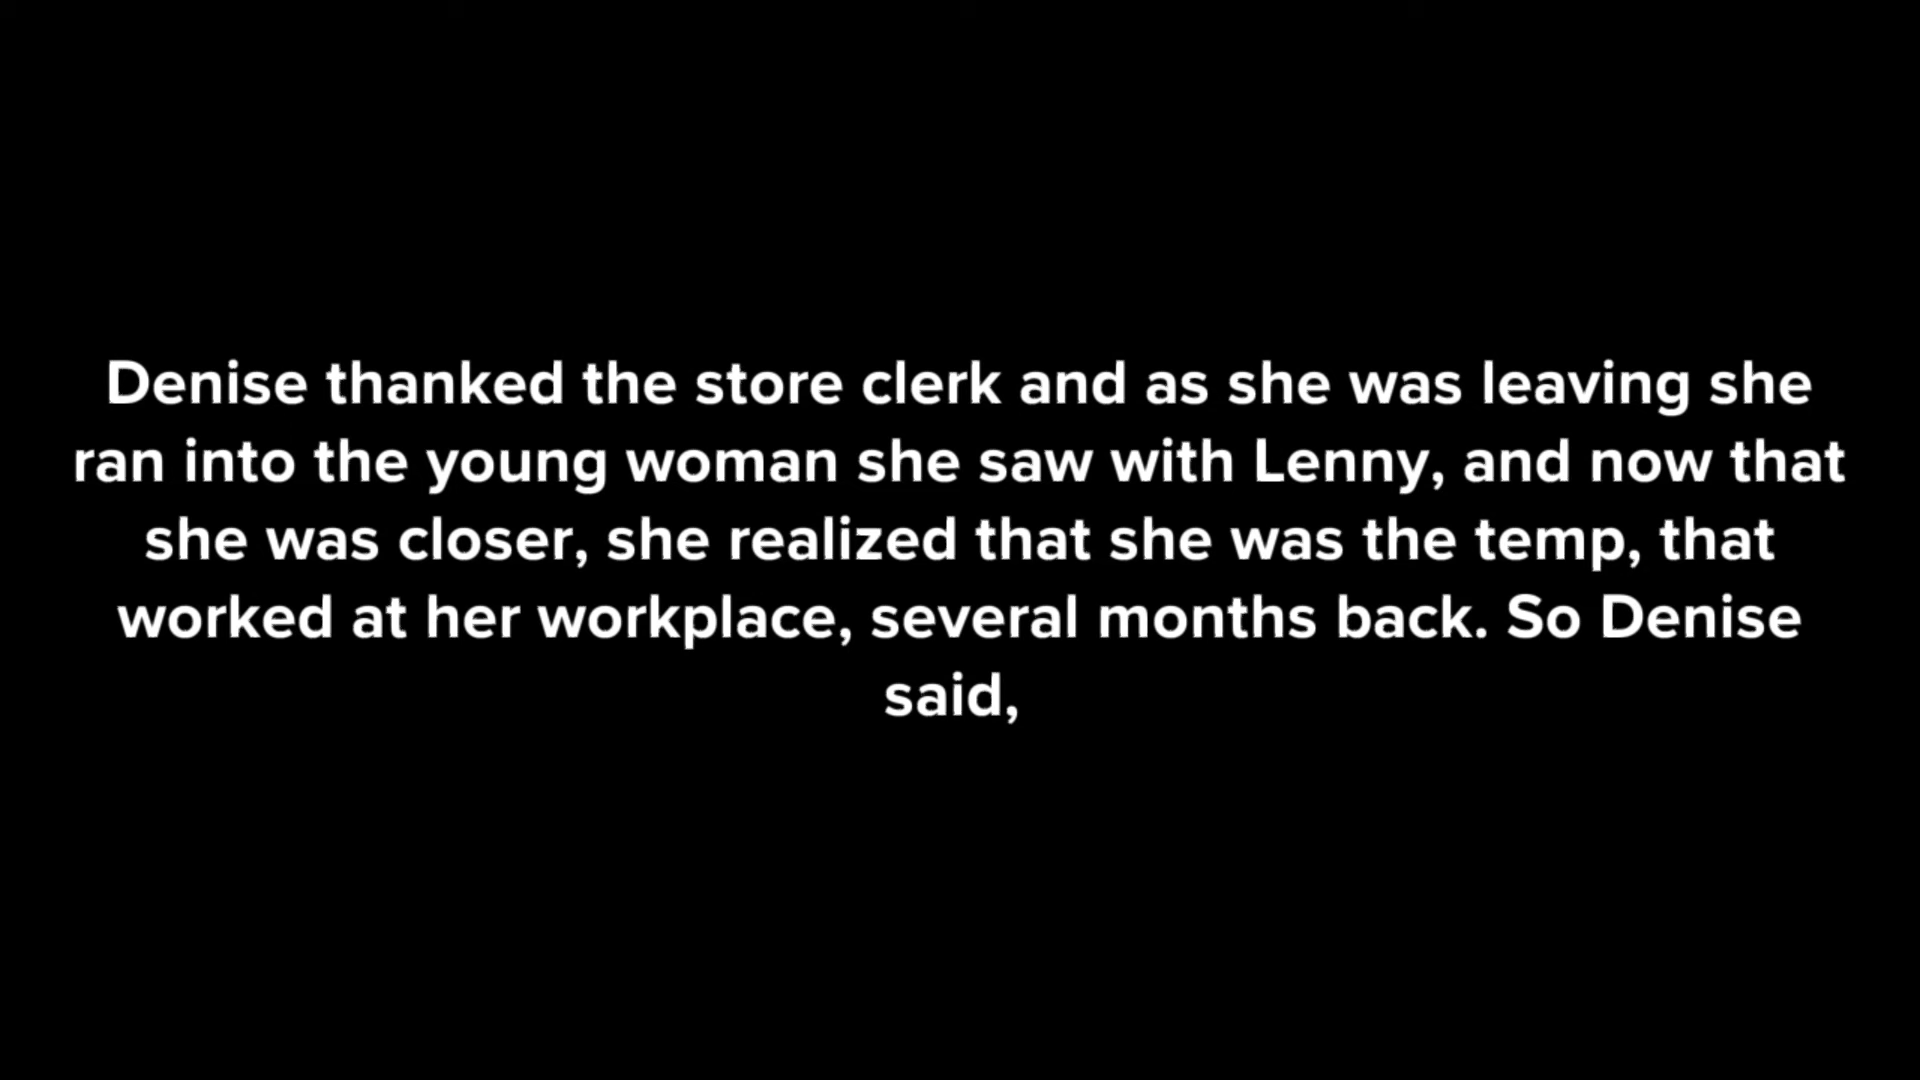 Denise thanked the store clerk and as she was leaving she
ran into the young woman she saw with Lenny, and now that
she was closer, she realized that she was the temp, that
worked at her workplace, several months back. So Denise
said,